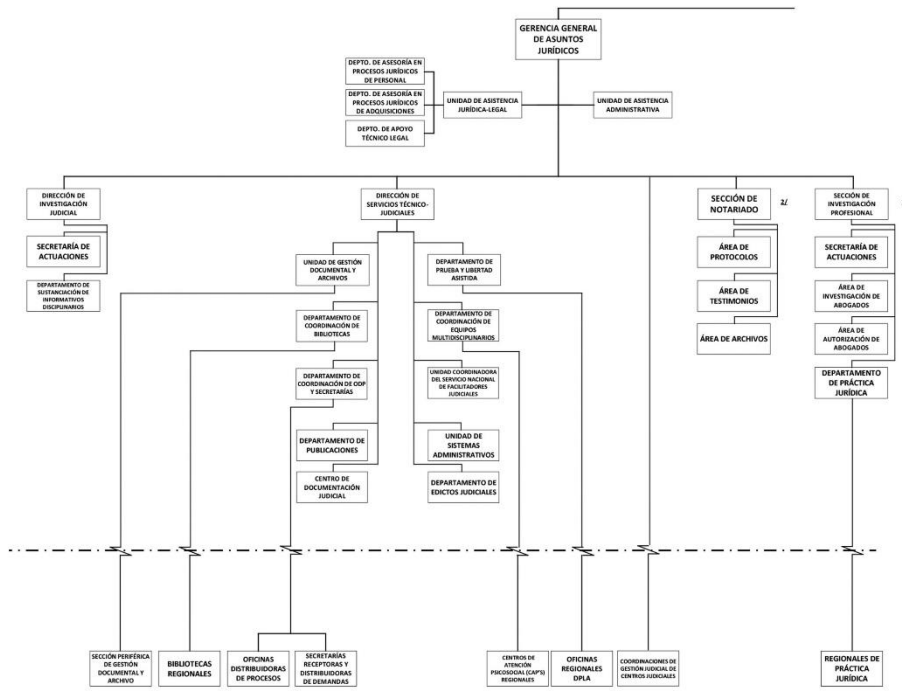 GERENCIA GENERAL
DE ASUNTOS
JURÍDICOS
DEPTO. DE ASESORÍA EN
PROCESOS JURÍDICOS
DE PERSONAL
DEPTO. DE ASESORÍA EN
PROCESOS JURÍDICOS
DE ADQUISICIONES
DEPTO. DE APOYO
TÉCNICO LEGAL
UNIDAD DE ASISTENCIA
JURÍDICA-LEGAL
UNIDAD DE ASISTENCIA
ADMINISTRATIVA
DIRECCIÓN DE
INVESTIGACIÓN
JUDICIAL
SECRETARÍA DE
ACTUACIONES
DEPARTAMENTO DE
SUSTANCIACIÓN DE
INFORMATIVOS
DISCIPLINARIOS
DIRECCIÓN DE
SERVICIOS TÉCNICO-
JUDICIALES
UNIDAD DE GESTIÓN
DOCUMENTAL Y
ARCHIVOS
DEPARTAMENTO DE
COORDINACIÓN DE
BIBLIOTECAS
DEPARTAMENTO DE
COORDINACIÓN DE ODP
Y SECRETARÍAS
DEPARTAMENTO DE
PUBLICACIONES
CENTRO DE
DOCUMENTACIÓN
JUDICIAL
DEPARTAMENTO DE
PRUEBA Y LIBERTAD
ASISTIDA
DEPARTAMENTO DE
COORDINACIÓN DE
EQUIPOS
MULTIDISCIPLINARIOS
UNIDAD COORDINADORA
DEL SERVICIO NACIONAL
DE FACILITADORES
JUDICIALES
UNIDAD DE
SISTEMAS
ADMINISTRATIVOS
DEPARTAMENTO DE
EDICTOS JUDICIALES
SECCIÓN DE
NOTARIADO
2/
ÁREA DE
PROTOCOLOS
ÁREA DE
TESTIMONIOS
ÁREA DE ARCHIVOS
SECCIÓN DE
INVESTIGACIÓN
PROFESIONAL
SECRETARÍA DE
ACTUACIONES
ÁREA DE
INVESTIGACIÓN DE
ABOGADOS
ÁREA DE
AUTORIZACIÓN DE
ABOGADOS
DEPARTAMENTO
DE PRÁCTICA
JURÍDICA
SECCIÓN PERIFÉRICA
DE GESTIÓN
DOCUMENTAL Y
ARCHIVO
BIBLIOTECAS
REGIONALES
OFICINAS
DISTRIBUIDORAS
DE PROCESOS
SECRETARÍAS
RECEPTORAS Y
DISTRIBUIDORAS
DE DEMANDAS
CENTROS DE
ATENCIÓN
PSICOSOCIAL (CAP'S)
REGIONALES
OFICINAS
REGIONALES
DPLA
COORDINACIONES DE
GESTIÓN JUDICIAL DE
CENTROS JUDICIALES
REGIONALES DE
PRÁCTICA
JURÍDICA